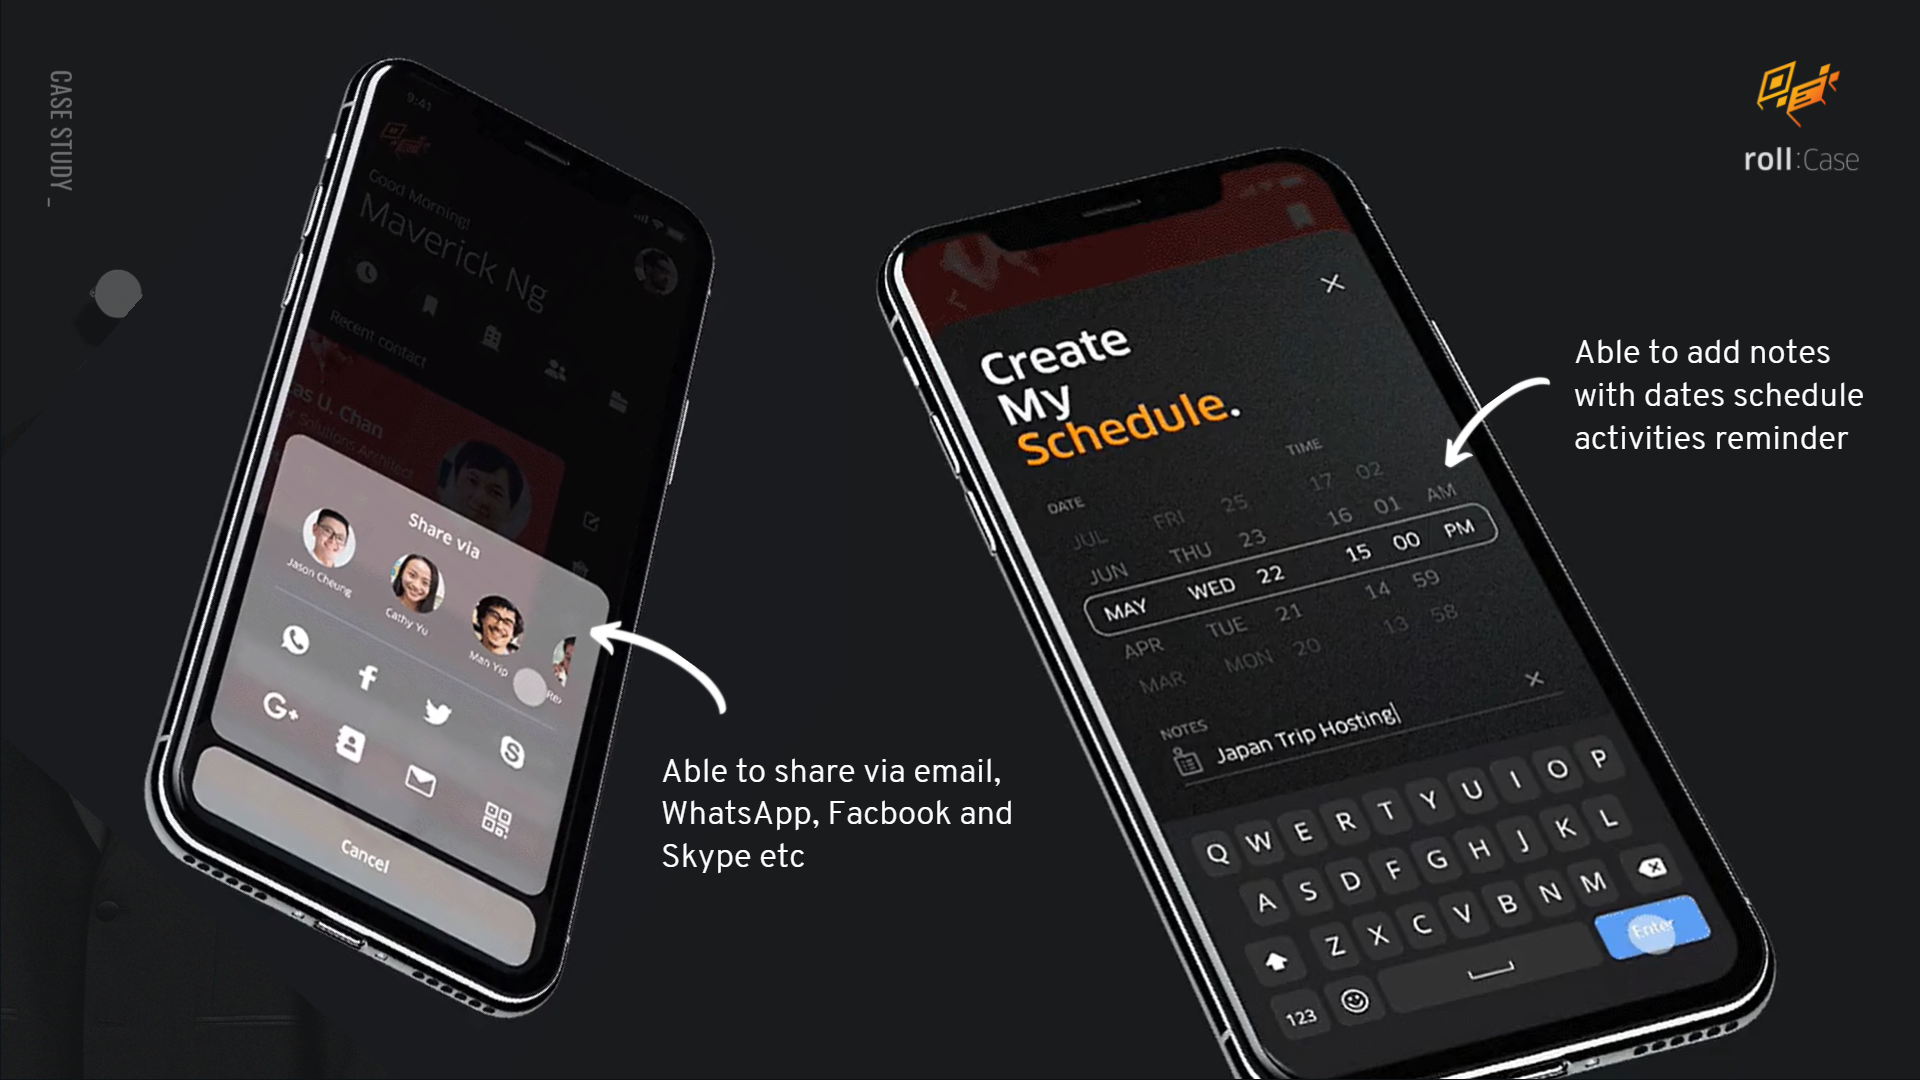 CASE STUDY_
roll:Case
9:41
Good Morning!
Maverick Ng
Recent contact
as U. Chan
Solutions Architect
Share via
Jason Cheung
Cathy Yu
Man Yip
G+
Cancel
Able to share via email,
WhatsApp, Facbook and
Skype etc
Create
My
Schedule.
DATE
TIME
JUL FRI 25 17 02
JUN THU 23 16 01 AM
MAY WED 22 15 00 PM
APR TUE 21 14 59
MAR MON 20 13 58
NOTES
Japan Trip Hosting
Q W E R T Y U I O P
A S D F G H J K L
Z X C V B N M
Enter
123
Able to add notes
with dates schedule
activities reminder